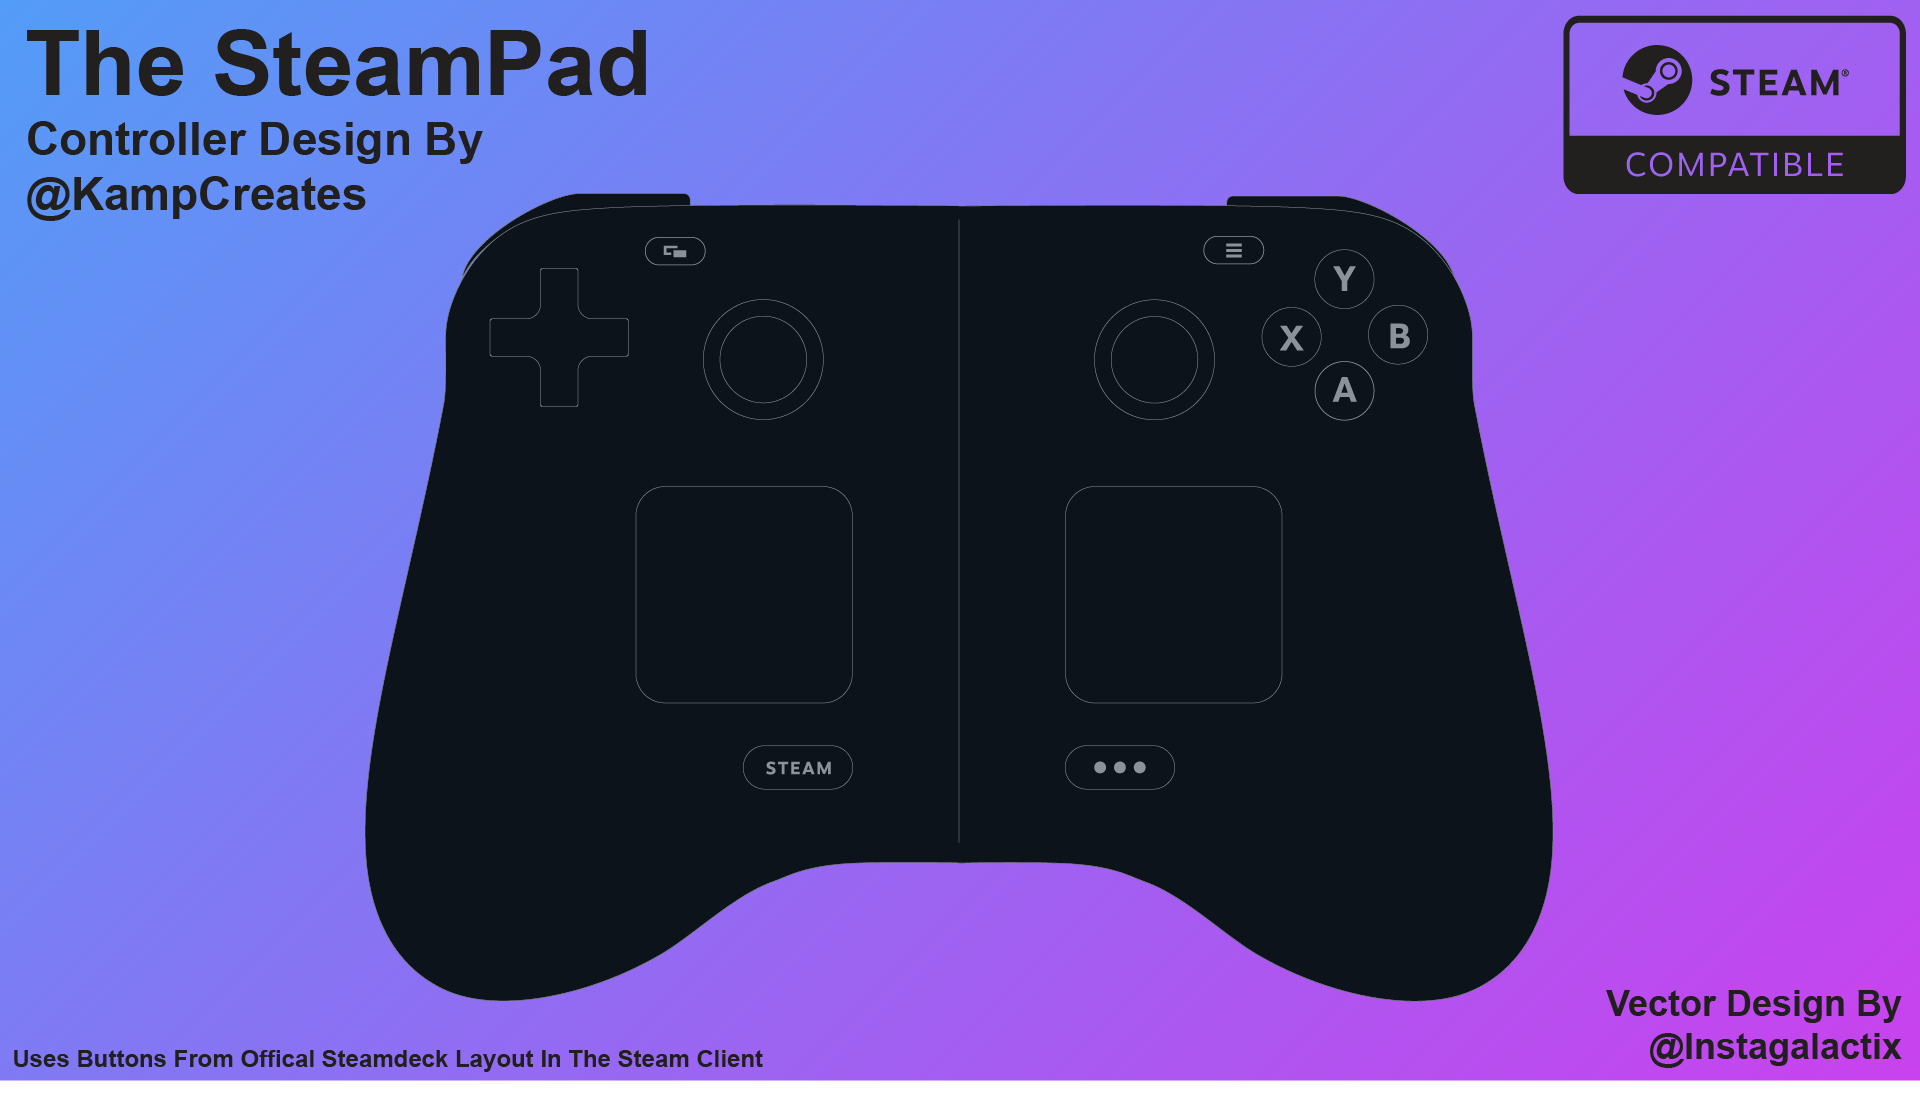 The SteamPad
Controller Design By
@KampCreates
STEAM®
COMPATIBLE
Y
X
B
A
STEAM
Vector Design By
@Instagalactix
Uses Buttons From Offical Steamdeck Layout In The Steam Client